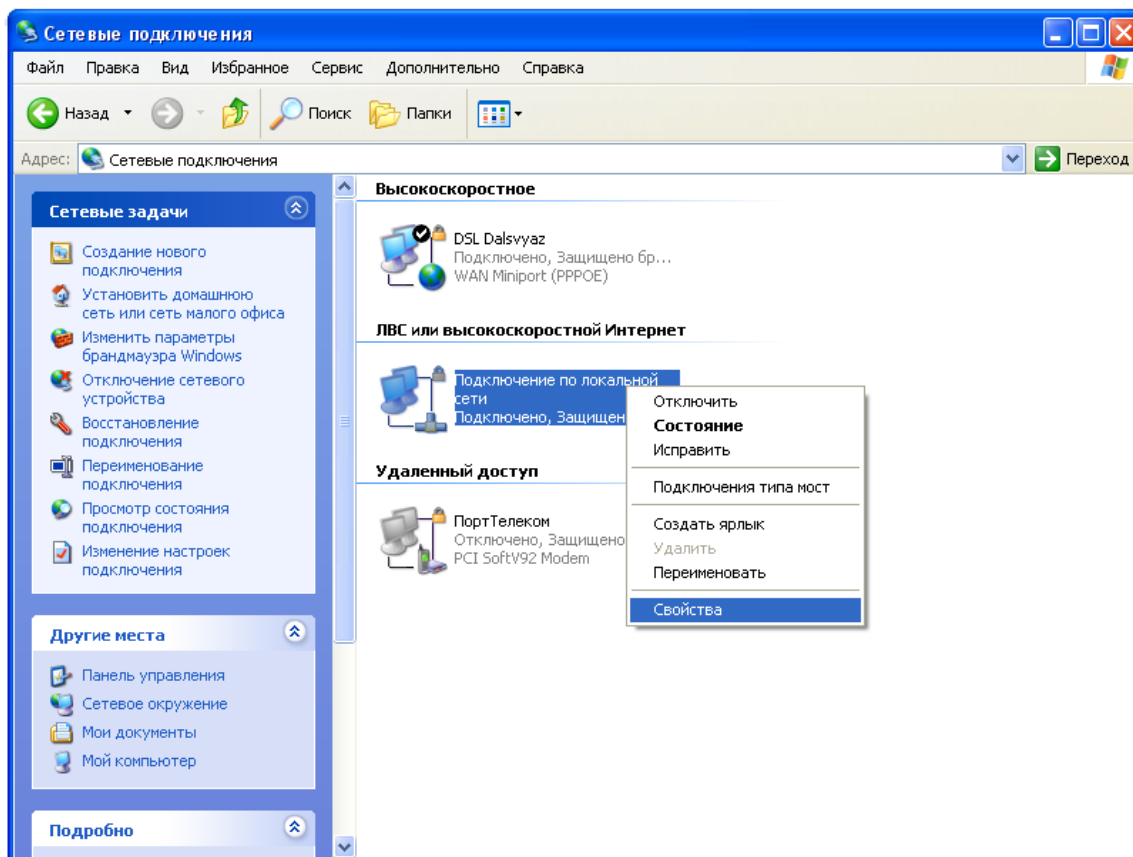 Сетевые подключения
Файл Правка Вид Избранное Сервис Дополнительно Справка
Назад Поиск Папки
Адрес: Сетевые подключения Переход
Сетевые задачи
Создание нового
подключения
Установить домашнюю
сеть или сеть малого офиса
Изменить параметры
брандмауэра Windows
Отключение сетевого
устройства
Восстановление
подключения
Переименование
подключения
Просмотр состояния
подключения
Изменение настроек
подключения
Другие места
Панель управления
Сетевое окружение
Мои документы
Мой компьютер
Подробно
Высокоскоростное
DSL Dalsvyaz
Подключено, Защищено бр...
WAN Miniport (PPPOE)
ЛВС или высокоскоростной Интернет
Подключение по локальной
сети
Подключено, Защищен
Удаленный доступ
ПортТелеком
Отключено, Защищено
PCI SoftV92 Modem
Отключить
Состояние
Исправить
Подключения типа мост
Создать ярлык
Удалить
Переименовать
Свойства